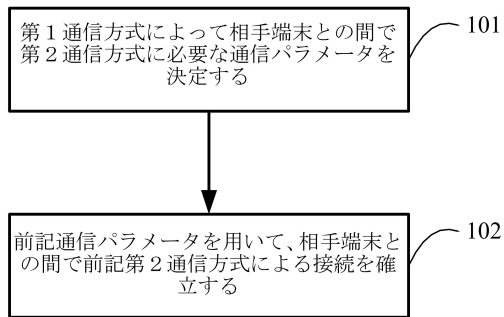 第１通信方式によって相手端末との間で
第２通信方式に必要な通信パラメータを
決定する
101
前記通信パラメータを用いて、相手端末と
の間で前記第２通信方式による接続を確
立する
102